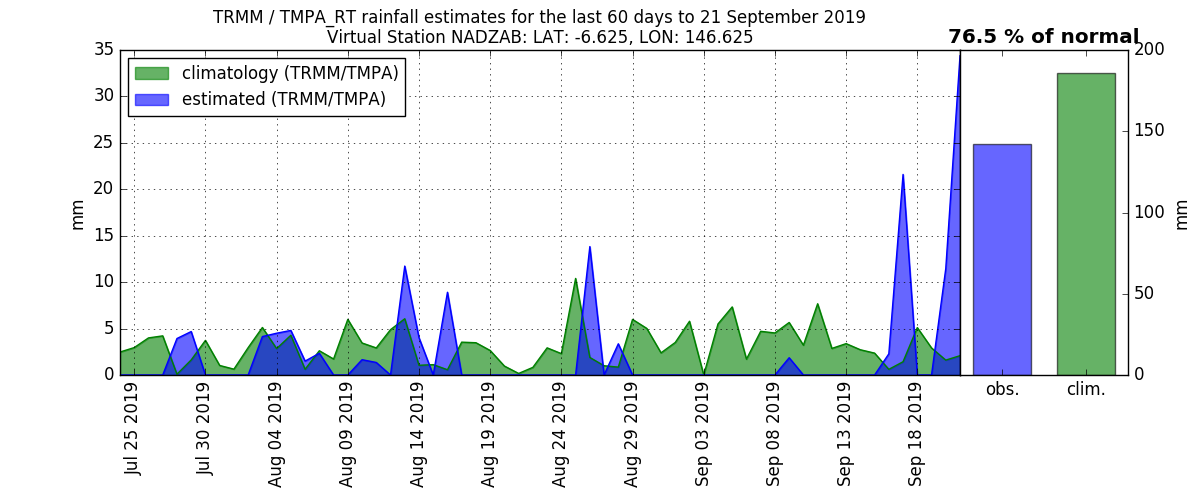 TRMM / TMPA_RT rainfall estimates for the last 60 days to 21 September 2019
Virtual Station NADZAB: LAT: -6.625, LON: 146.625
76.5 % of normal
climatology (TRMM/TMPA)
estimated (TRMM/TMPA)
mm
35
30
25
20
15
10
5
0
Jul 25 2019
Jul 30 2019
Aug 04 2019
Aug 09 2019
Aug 14 2019
Aug 19 2019
Aug 24 2019
Aug 29 2019
Sep 03 2019
Sep 08 2019
Sep 13 2019
Sep 18 2019
obs.
clim.
200
150
100
50
0
mm